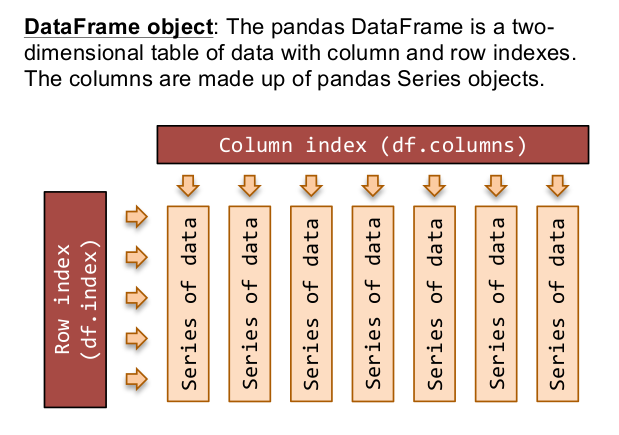 DataFrame object: The pandas DataFrame is a two-
dimensional table of data with column and row indexes.
The columns are made up of pandas Series objects.
Column index (df.columns)
Row index
(df.index)
Series of data
Series of data
Series of data
Series of data
Series of data
Series of data
Series of data